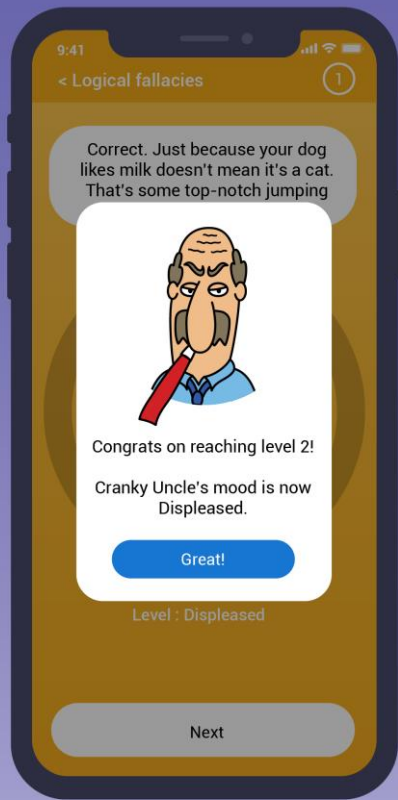 9:41
< Logical fallacies
1
Correct. Just because your dog
likes milk doesn't mean it's a cat.
That's some top-notch jumping
Congrats on reaching level 2!
Cranky Uncle's mood is now
Displeased.
Great!
Level : Displeased
Next